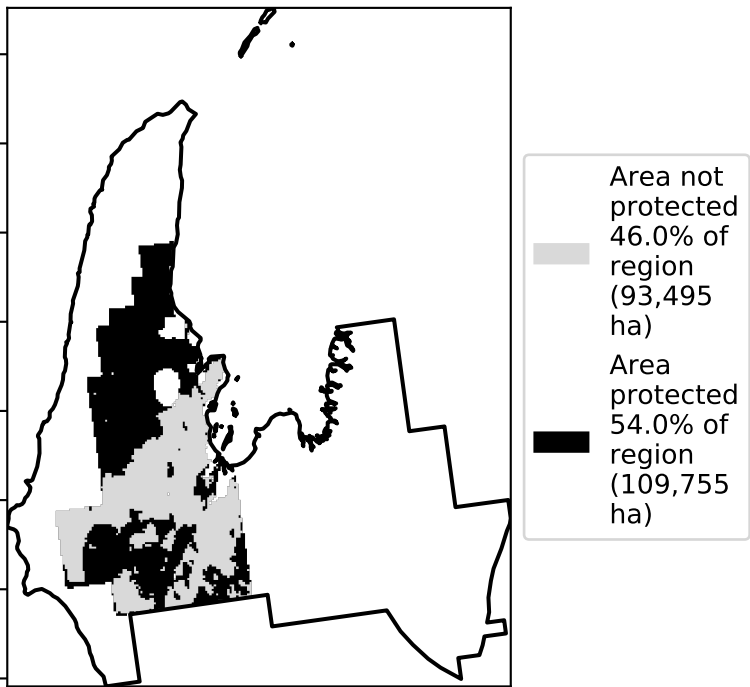 Area not
protected
46.0% of
region
(93,495
ha)
Area
protected
54.0% of
region
(109,755
ha)